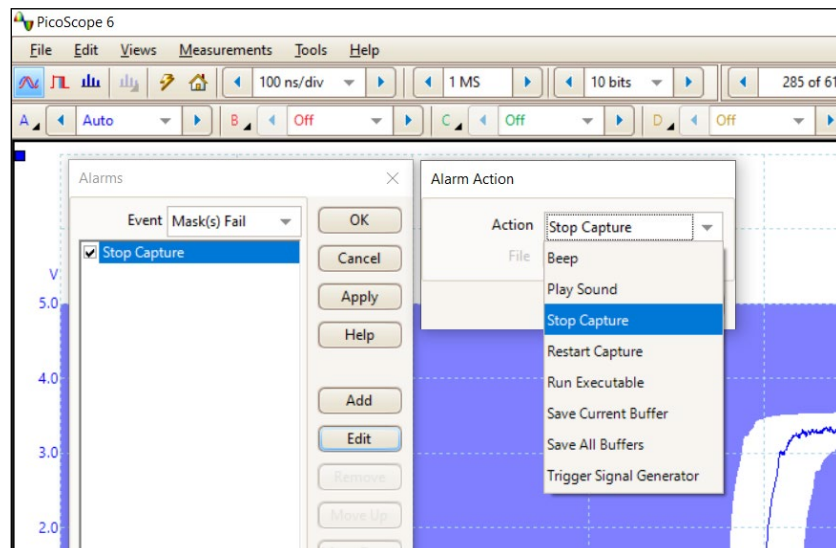 PicoScope 6
File Edit Views Measurements Tools Help
100 ns/div 1 MS 10 bits 285 of 61
A Auto B Off C Off D Off
Alarms
Event Mask(s) Fail
Stop Capture
OK
Cancel
Apply
Help
Add
Edit
Remove
Move Up
Alarm Action
Action Stop Capture
File
Beep
Play Sound
Stop Capture
Restart Capture
Run Executable
Save Current Buffer
Save All Buffers
Trigger Signal Generator
V
5.0
4.0
3.0
2.0